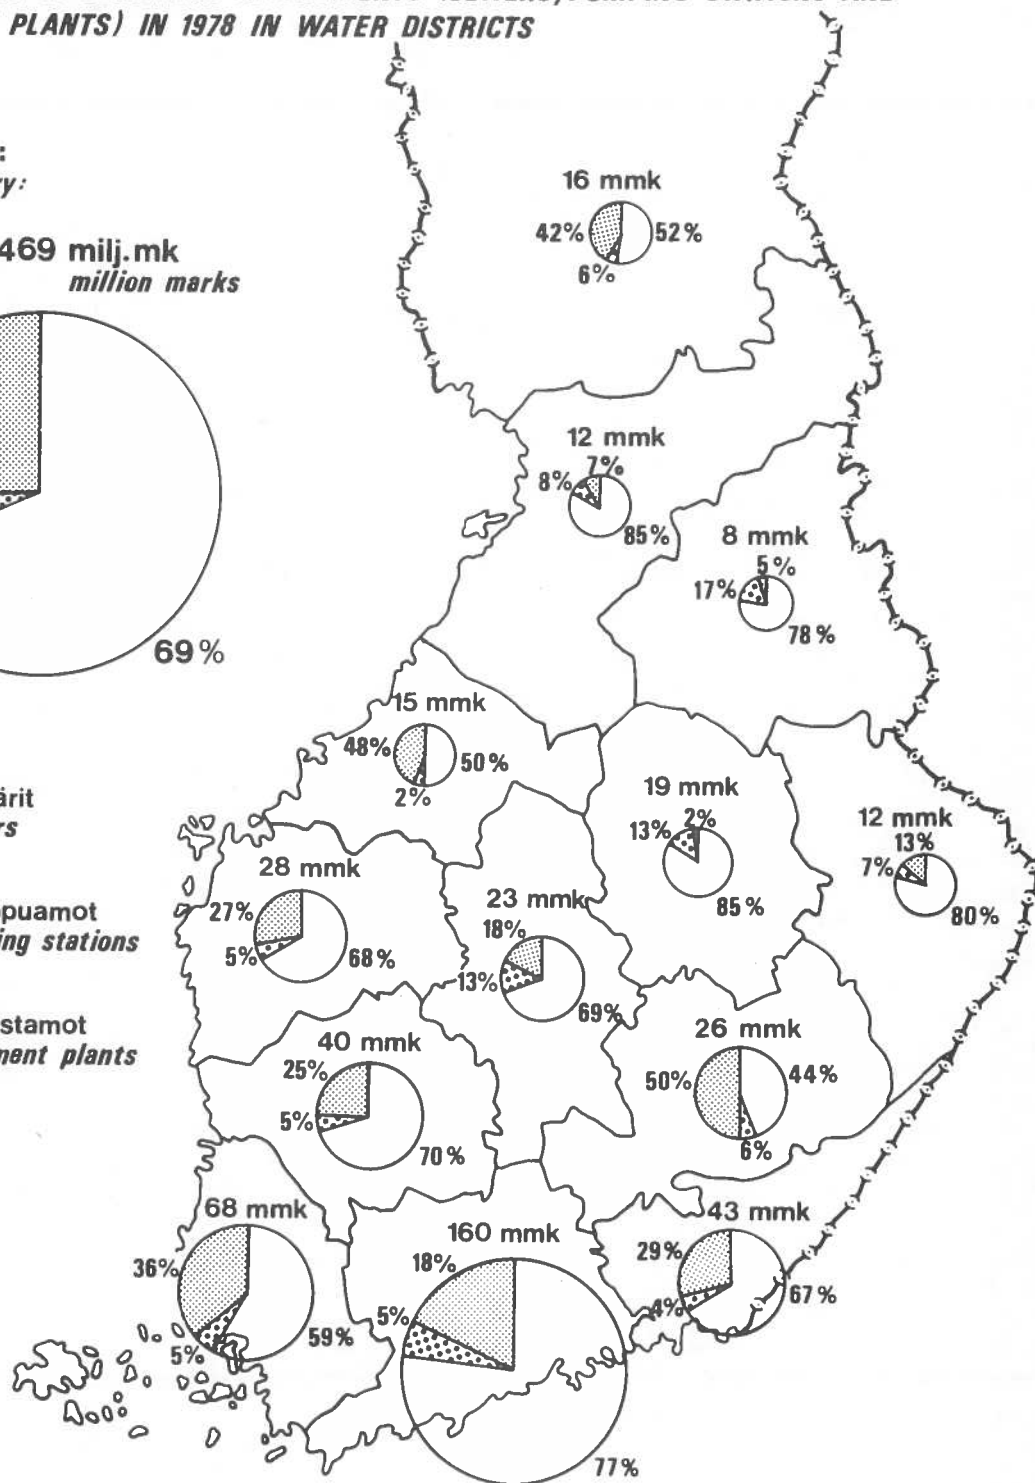 PLANTS) IN 1978 IN WATER DISTRICTS
:
469 milj.mk
million marks
69%
16 mmk
42% 52%
6%
12 mmk
7%
8%
85%
8 mmk
5%
17%
78%
15 mmk
48% 50%
2%
19 mmk
2%
13%
85%
12 mmk
13%
7%
80%
28 mmk
27%
5% 68%
23 mmk
18%
13%
69%
26 mmk
50% 44%
6%
40 mmk
25%
5%
70%
68 mmk
36%
5% 59%
160 mmk
18%
5%
77%
43 mmk
29%
4% 67%
ärit
rs
puamot
ing stations
stamot
ment plants